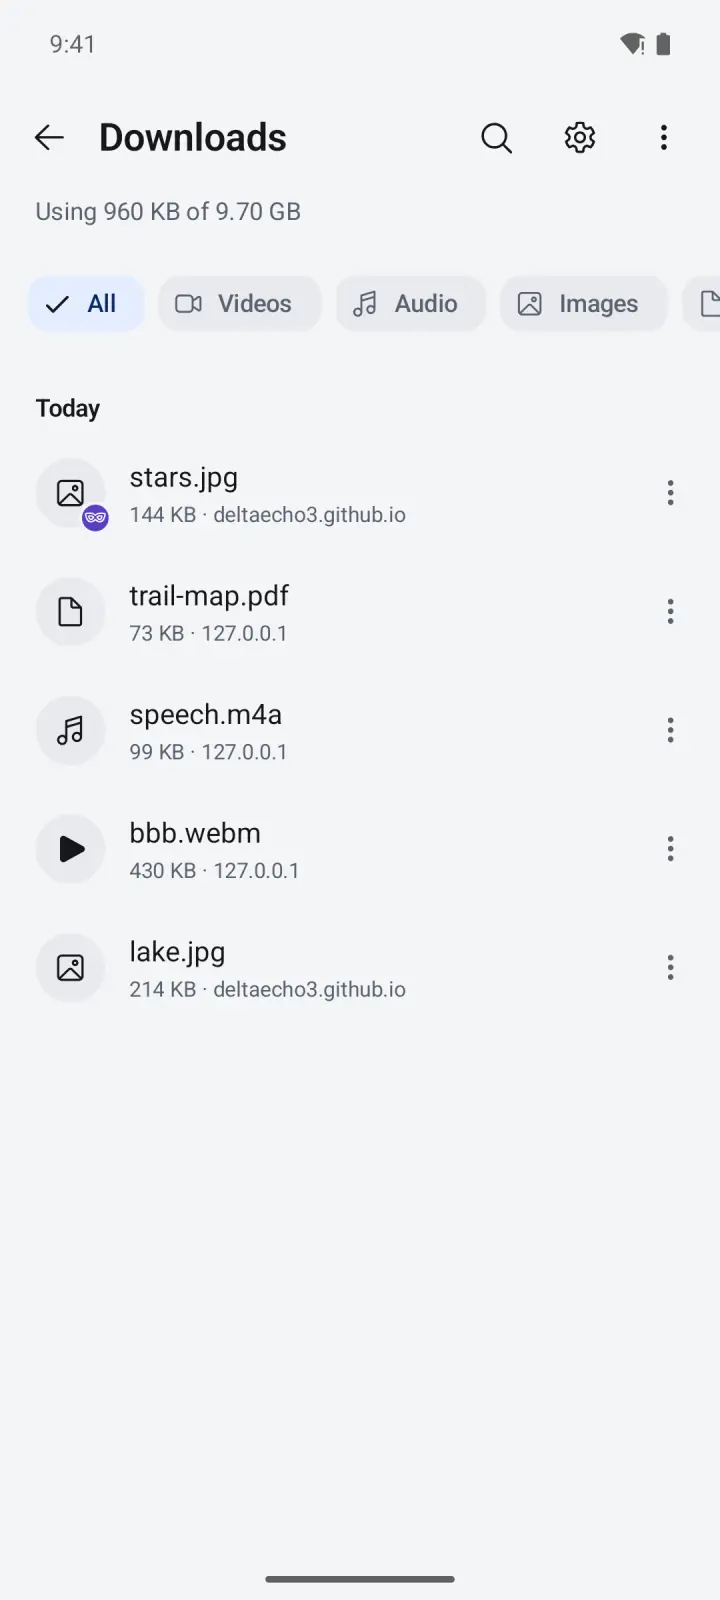 9:41
Downloads
Using 960 KB of 9.70 GB
All
Videos
Audio
Images
Today
stars.jpg
144 KB · deltaecho3.github.io
trail-map.pdf
73 KB · 127.0.0.1
speech.m4a
99 KB · 127.0.0.1
bbb.webm
430 KB · 127.0.0.1
lake.jpg
214 KB · deltaecho3.github.io